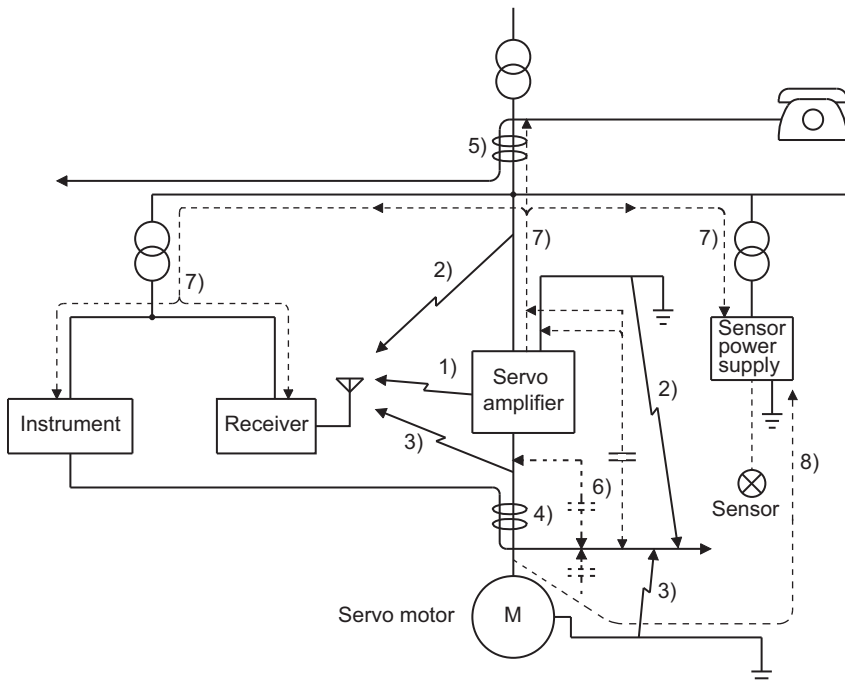 5)
7)
7)
2)
7)
Sensor
power
supply
1)
Servo
amplifier
2)
Instrument
Receiver
3)
8)
6)
4)
Sensor
3)
Servo motor
M